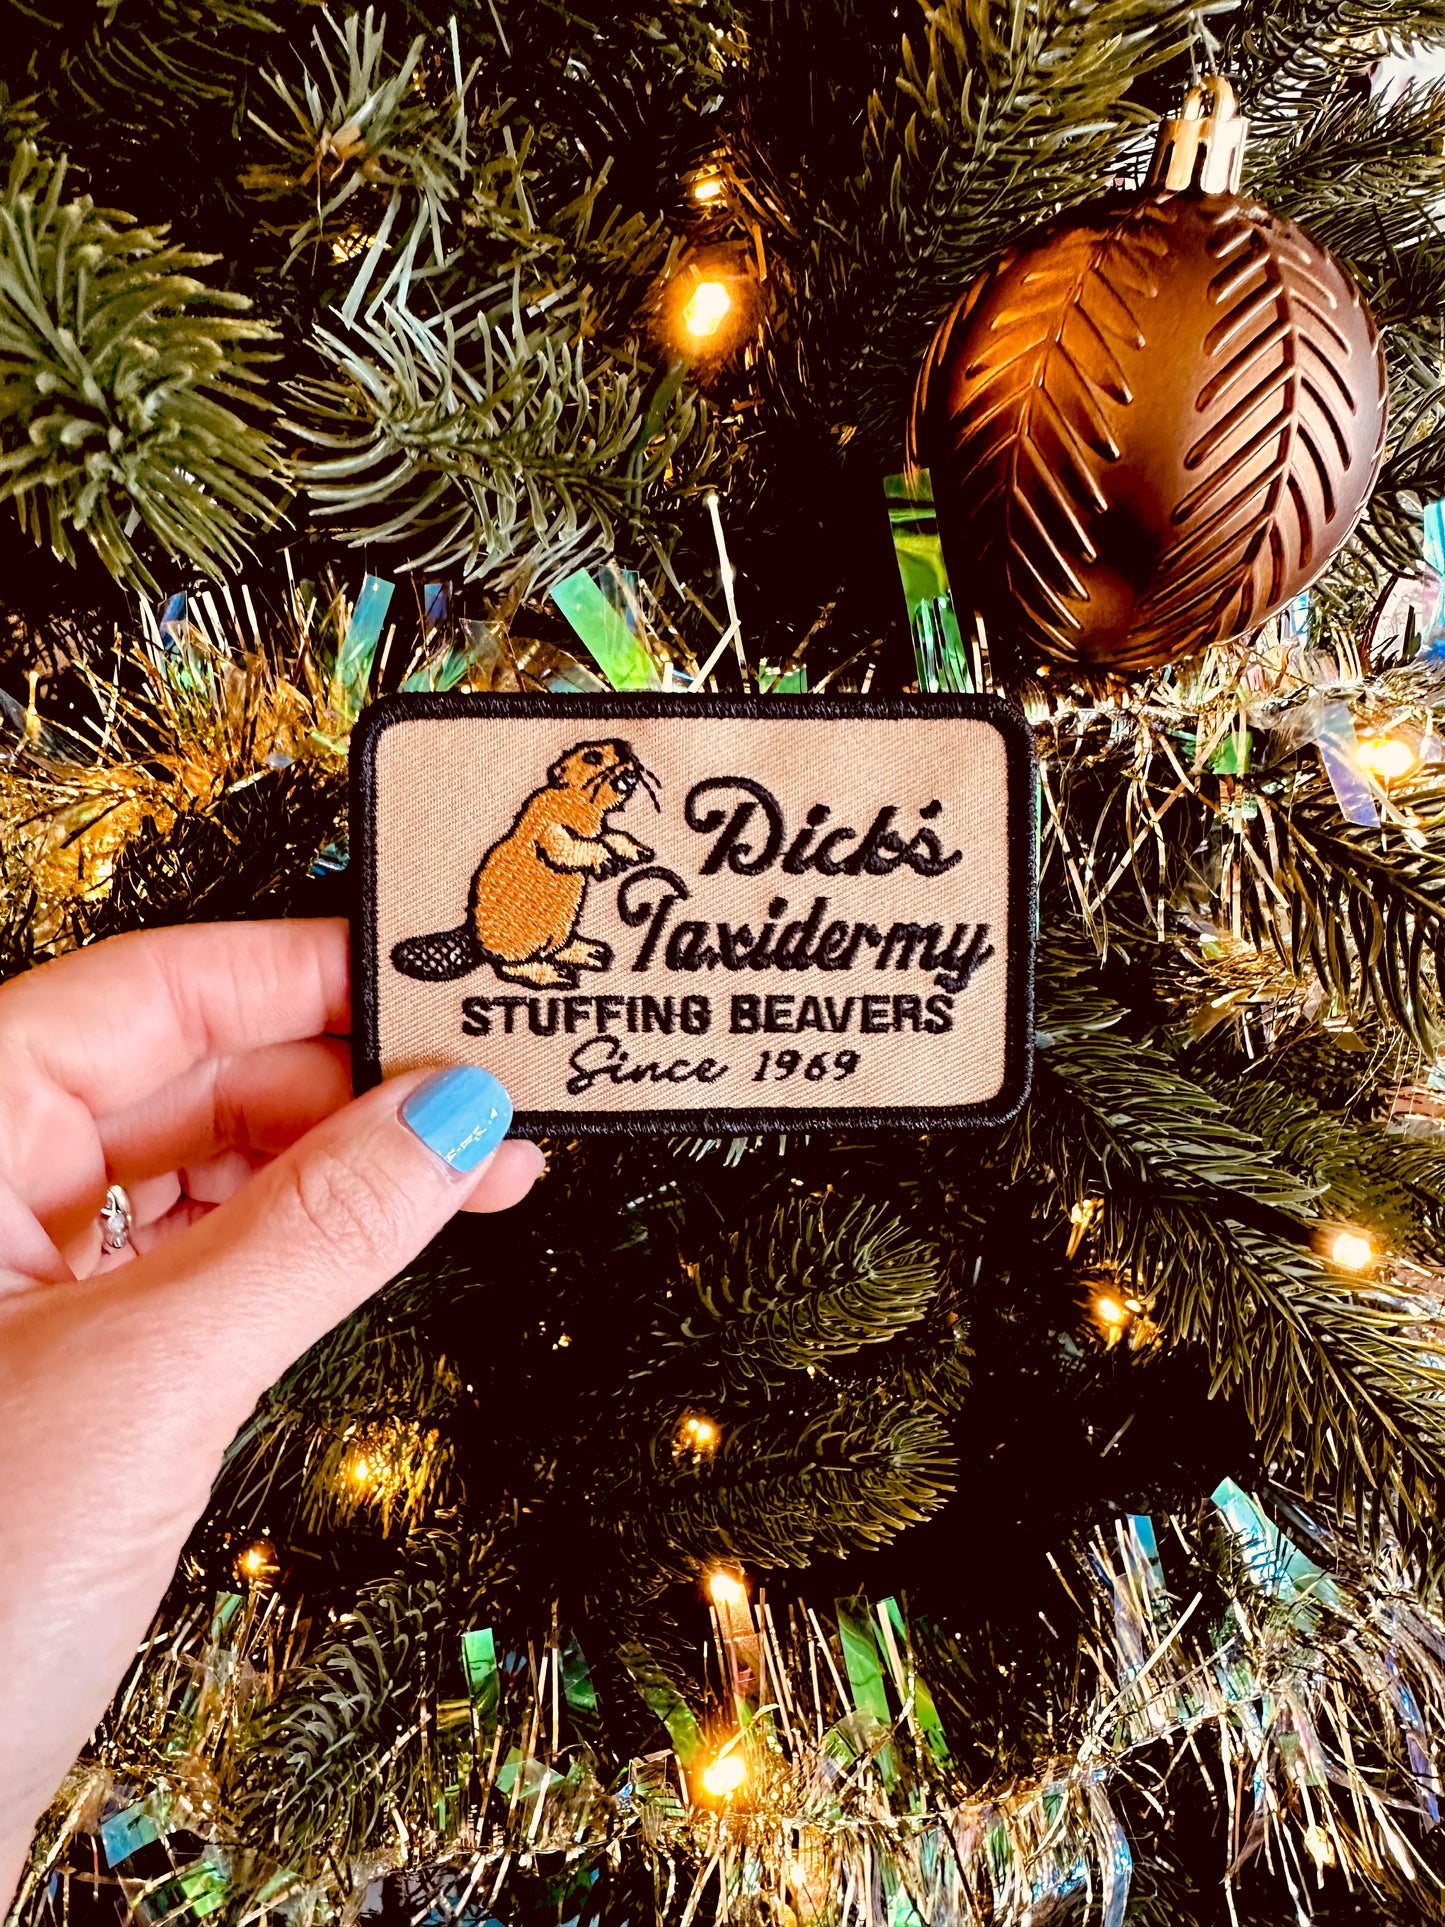 Dick's
Taxidermy
STUFFING BEAVERS
Since 1969